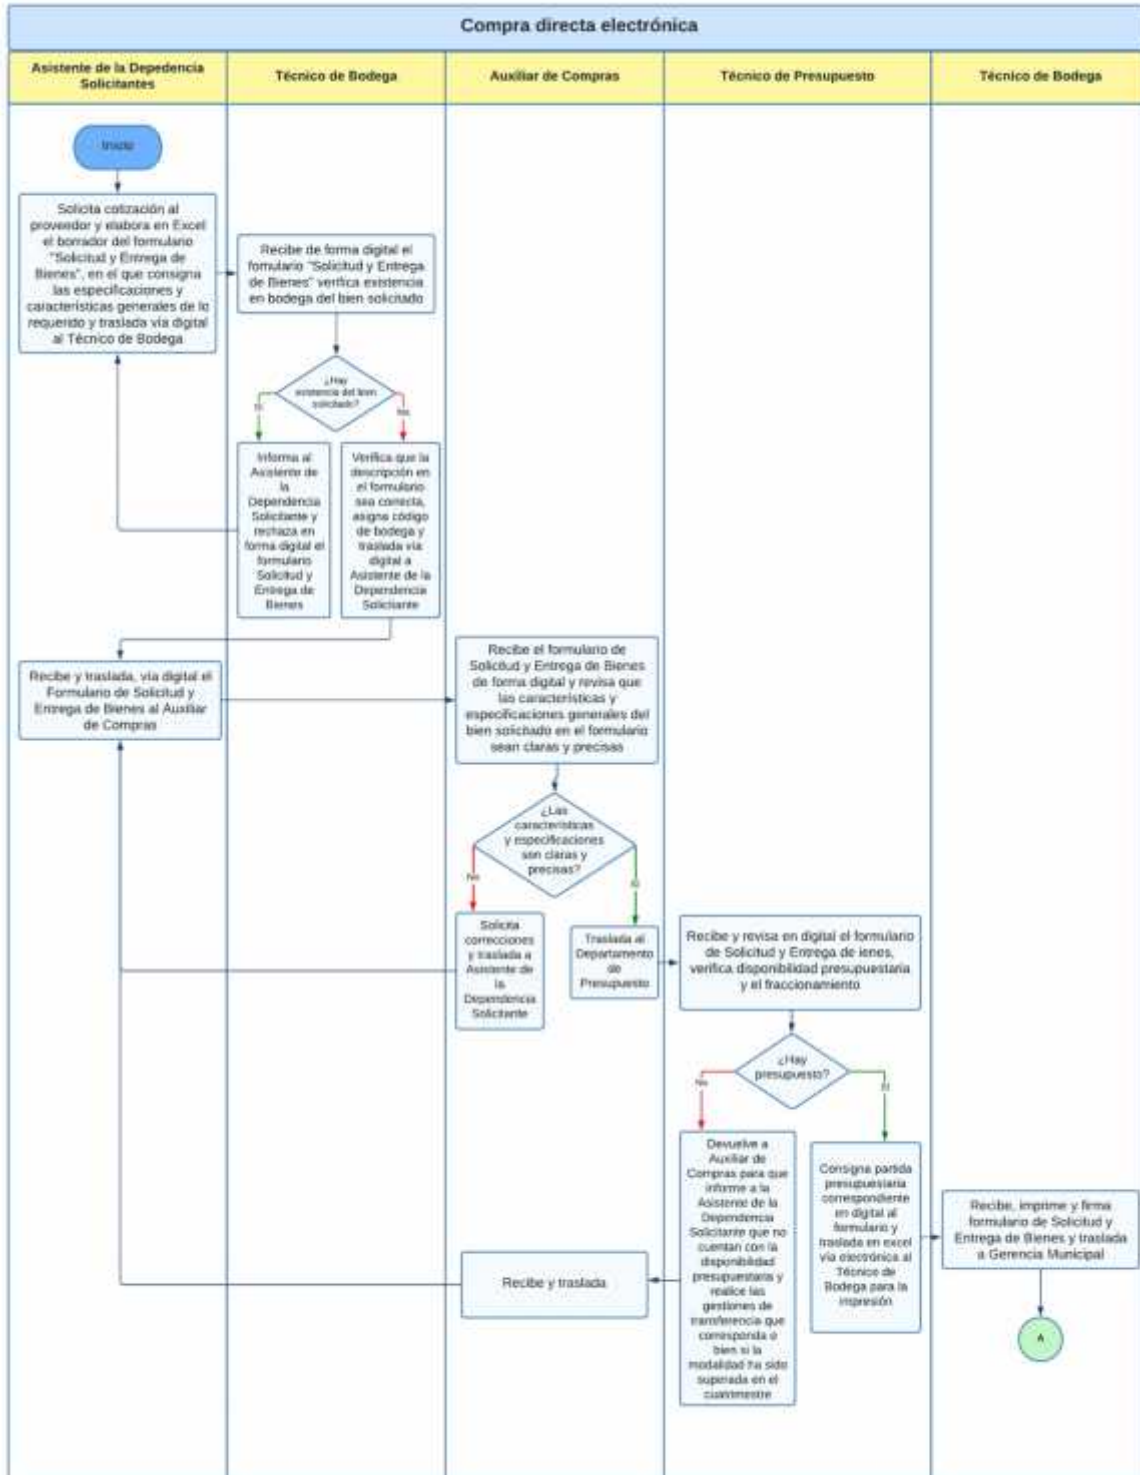 Compra directa electrónica
Asistente de la Depedencia
Solicitantes
Técnico de Bodega
Auxiliar de Compras
Técnico de Presupuesto
Técnico de Bodega
Inicio
Solicita cotización al
proveedor y elabora en Excel
el borrador del formulario
"Solicitud y Entrega de
Bienes", en el que consigna
las especificaciones y
características generales de lo
requerido y traslada vía digital
al Técnico de Bodega
Recibe de forma digital el
fomulario "Solicitud y Entrega
de Bienes" verifica existencia
en bodega del bien solicitado
¿Hay
existencia del bien
solicitado?
Si
No
Informa al
Asistente de
la
Dependencia
Solicitante y
rechaza en
forma digital el
formulario
Solicitud y
Entrega de
Bienes
Verifica que la
descripción en
el formulario
sea correcta,
asigna código
de bodega y
traslada vía
digital a
Asistente de la
Dependencia
Solicitante
Recibe y traslada, vía digital el
Formulario de Solicitud y
Entrega de Bienes al Auxiliar
de Compras
Recibe el formulario de
Solicitud y Entrega de Bienes
de forma digital y revisa que
las características y
especificaciones generales del
bien solicitado en el formulario
sean claras y precisas
¿Las
características
y especificaciones
son claras y
precisas?
No
Si
Solicita
correcciones
y traslada a
Asistente de
la
Dependencia
Solicitante
Traslada al
Departamento
de
Presupuesto
Recibe y revisa en digital el formulario
de Solicitud y Entrega de ienes,
verifica disponibilidad presupuestaria
y el fraccionamiento
¿Hay
presupuesto?
No
Si
Devuelve a
Auxiliar de
Compras para que
informe a la
Asistente de la
Dependencia
Solicitante que no
cuentan con la
disponibilidad
presupuestaria y
realice las
gestiones de
transferencia que
corresponda o
bien si la
modalidad ha sido
superada en el
cuatrimestre
Consigna partida
presupuestaria
correspondiente
en digital al
formulario y
traslada en excel
vía electrónica al
Técnico de
Bodega para la
impresión
Recibe, imprime y firma
formulario de Solicitud y
Entrega de Bienes y traslada
a Gerencia Municipal
Recibe y traslada
A